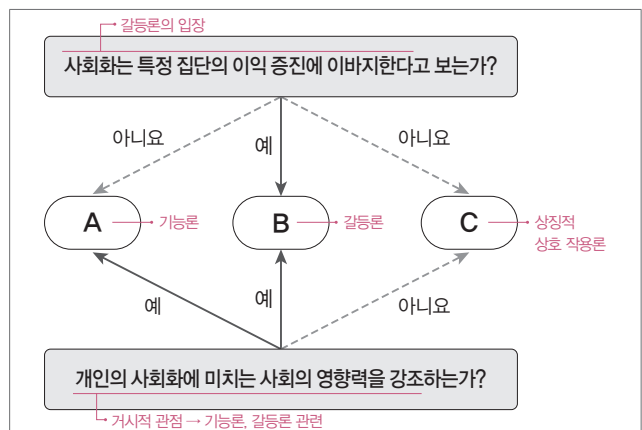 갈등론의 입장
사회화는 특정 집단의 이익 증진에 이바지한다고 보는가?
아니요
예
아니요
A
기능론
B
갈등론
C
상징적
상호 작용론
예
예
아니요
개인의 사회화에 미치는 사회의 영향력을 강조하는가?
거시적 관점 → 기능론, 갈등론 관련